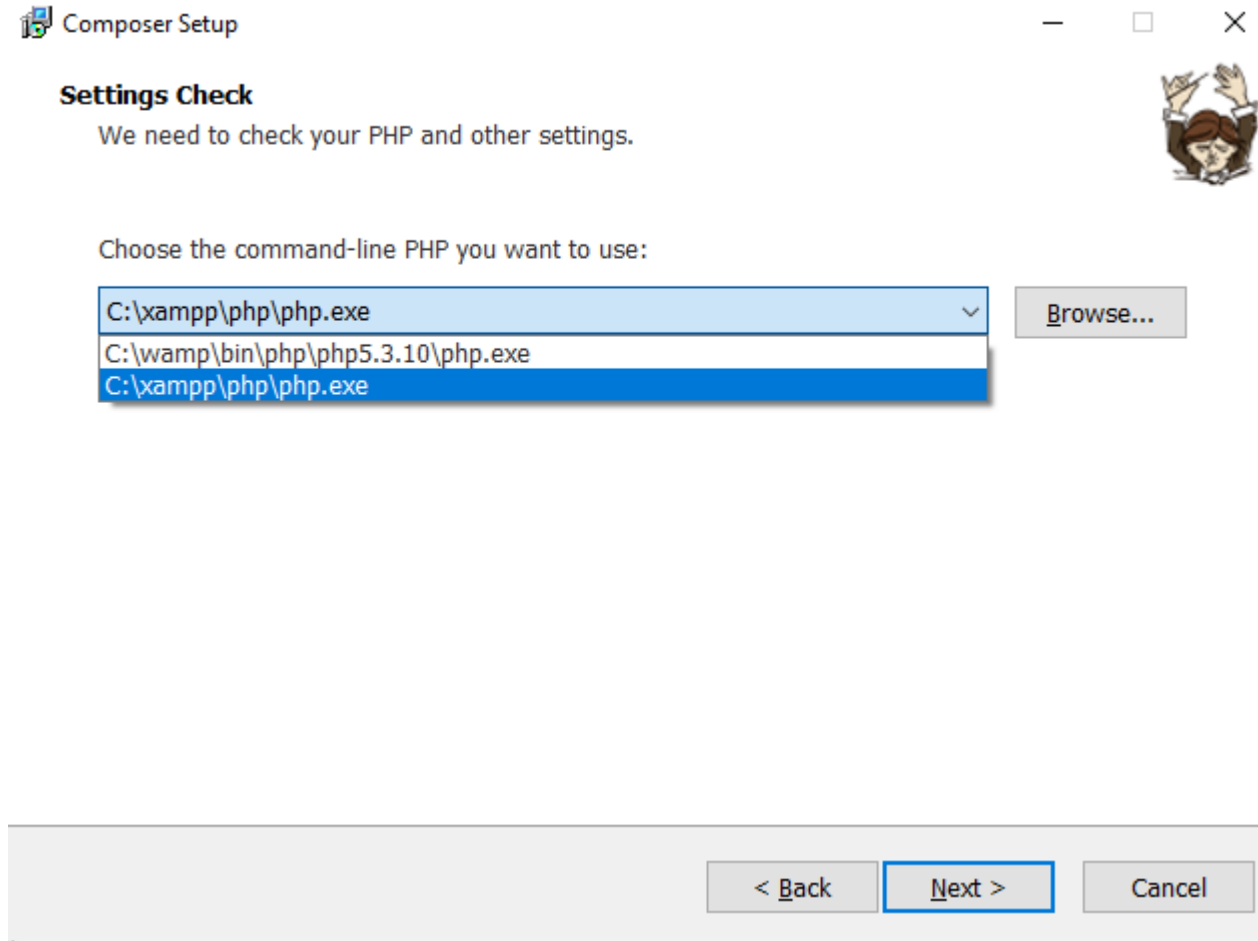 Composer Setup
Settings Check
We need to check your PHP and other settings.
Choose the command-line PHP you want to use:
C:\xampp\php\php.exe
Browse...
C:\wamp\bin\php\php5.3.10\php.exe
C:\xampp\php\php.exe
< Back
Next >
Cancel